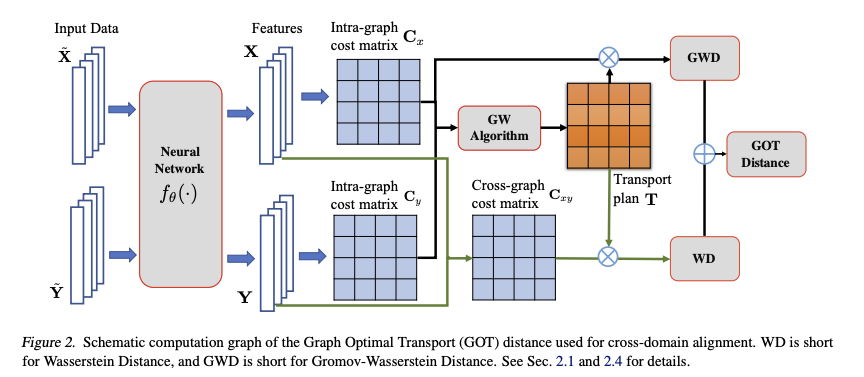 Input Data
X̃
Ỹ
Neural
Network
f_θ(·)
Features
X
Y
Intra-graph
cost matrix C_x
Intra-graph
cost matrix C_y
GW
Algorithm
Cross-graph
cost matrix C_xy
Transport
plan T
GWD
GOT
Distance
WD
Figure 2. Schematic computation graph of the Graph Optimal Transport (GOT) distance used for cross-domain alignment. WD is short
for Wasserstein Distance, and GWD is short for Gromov-Wasserstein Distance. See Sec. 2.1 and 2.4 for details.